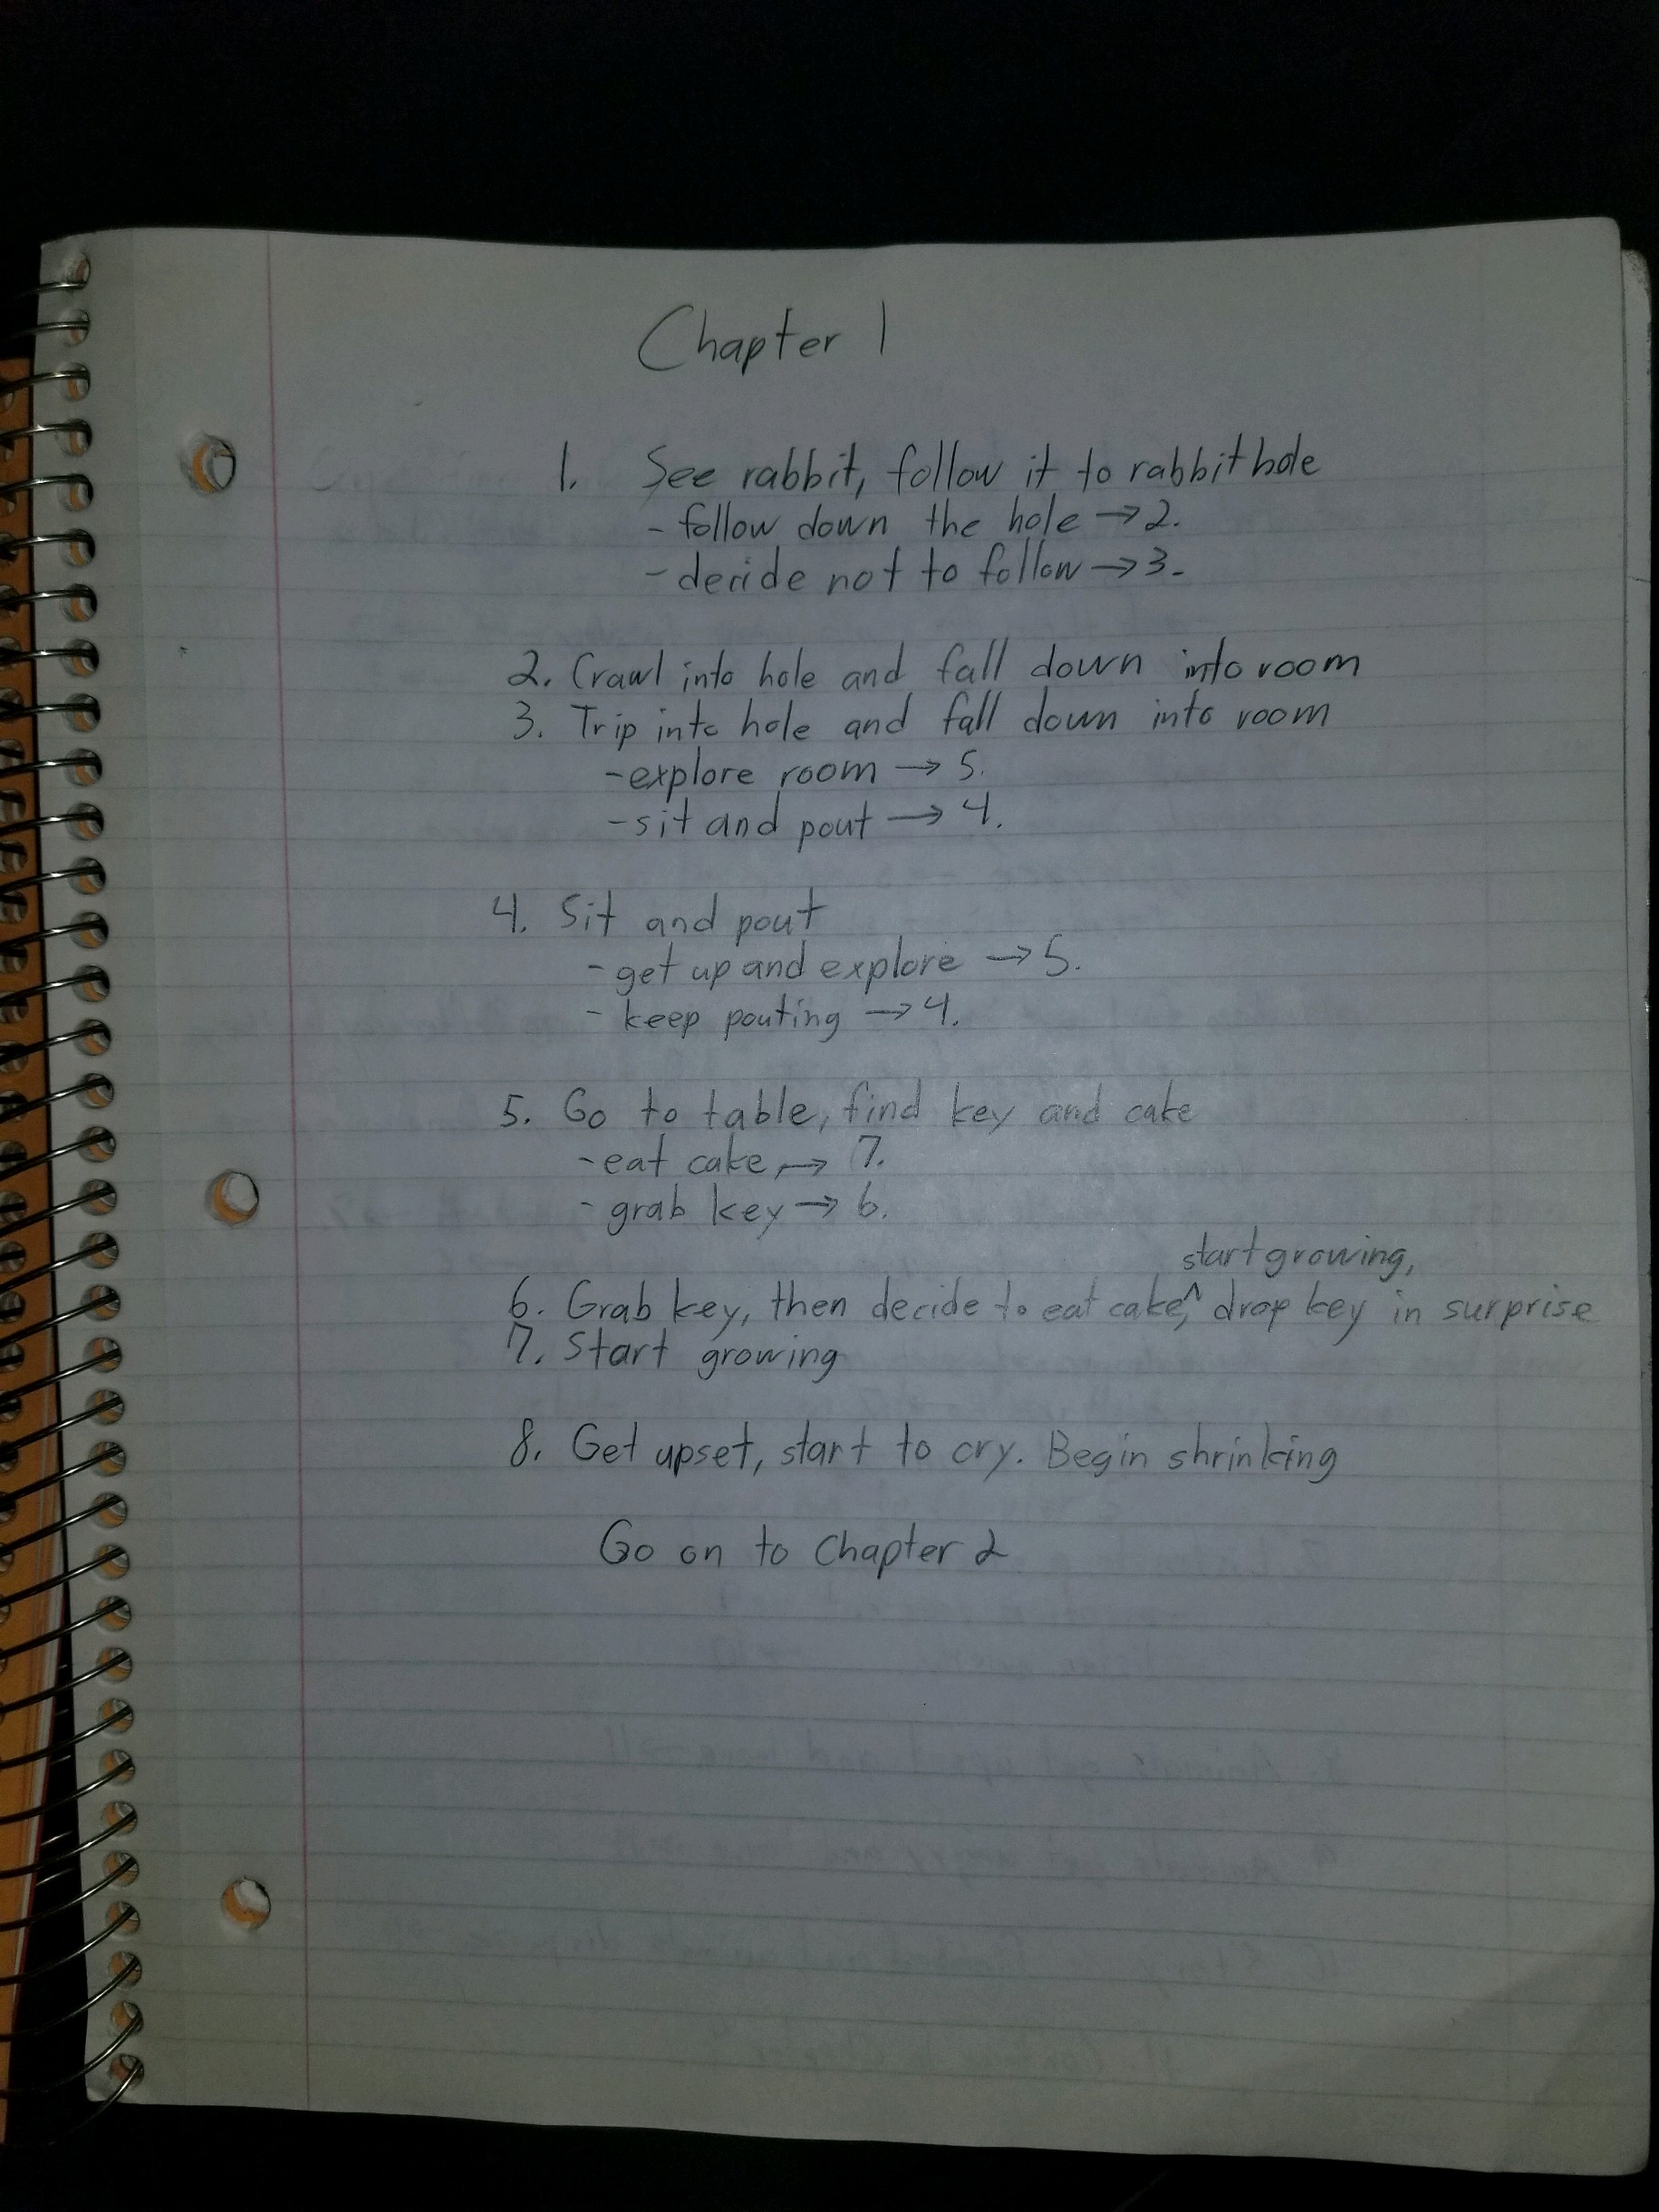 Chapter 1
1. See rabbit, follow it to rabbit hole
- follow down the hole → 2.
- decide not to follow → 3.
2. Crawl into hole and fall down into room
3. Trip into hole and fall down into room
- explore room → 5.
- sit and pout → 4.
4. Sit and pout
- get up and explore → 5.
- keep pouting → 4.
5. Go to table, find key and cake
- eat cake → 7.
- grab key → 6.
start growing,
6. Grab key, then decide to eat cake,^ drop key in surprise
7. Start growing
8. Get upset, start to cry. Begin shrinking
Go on to Chapter 2